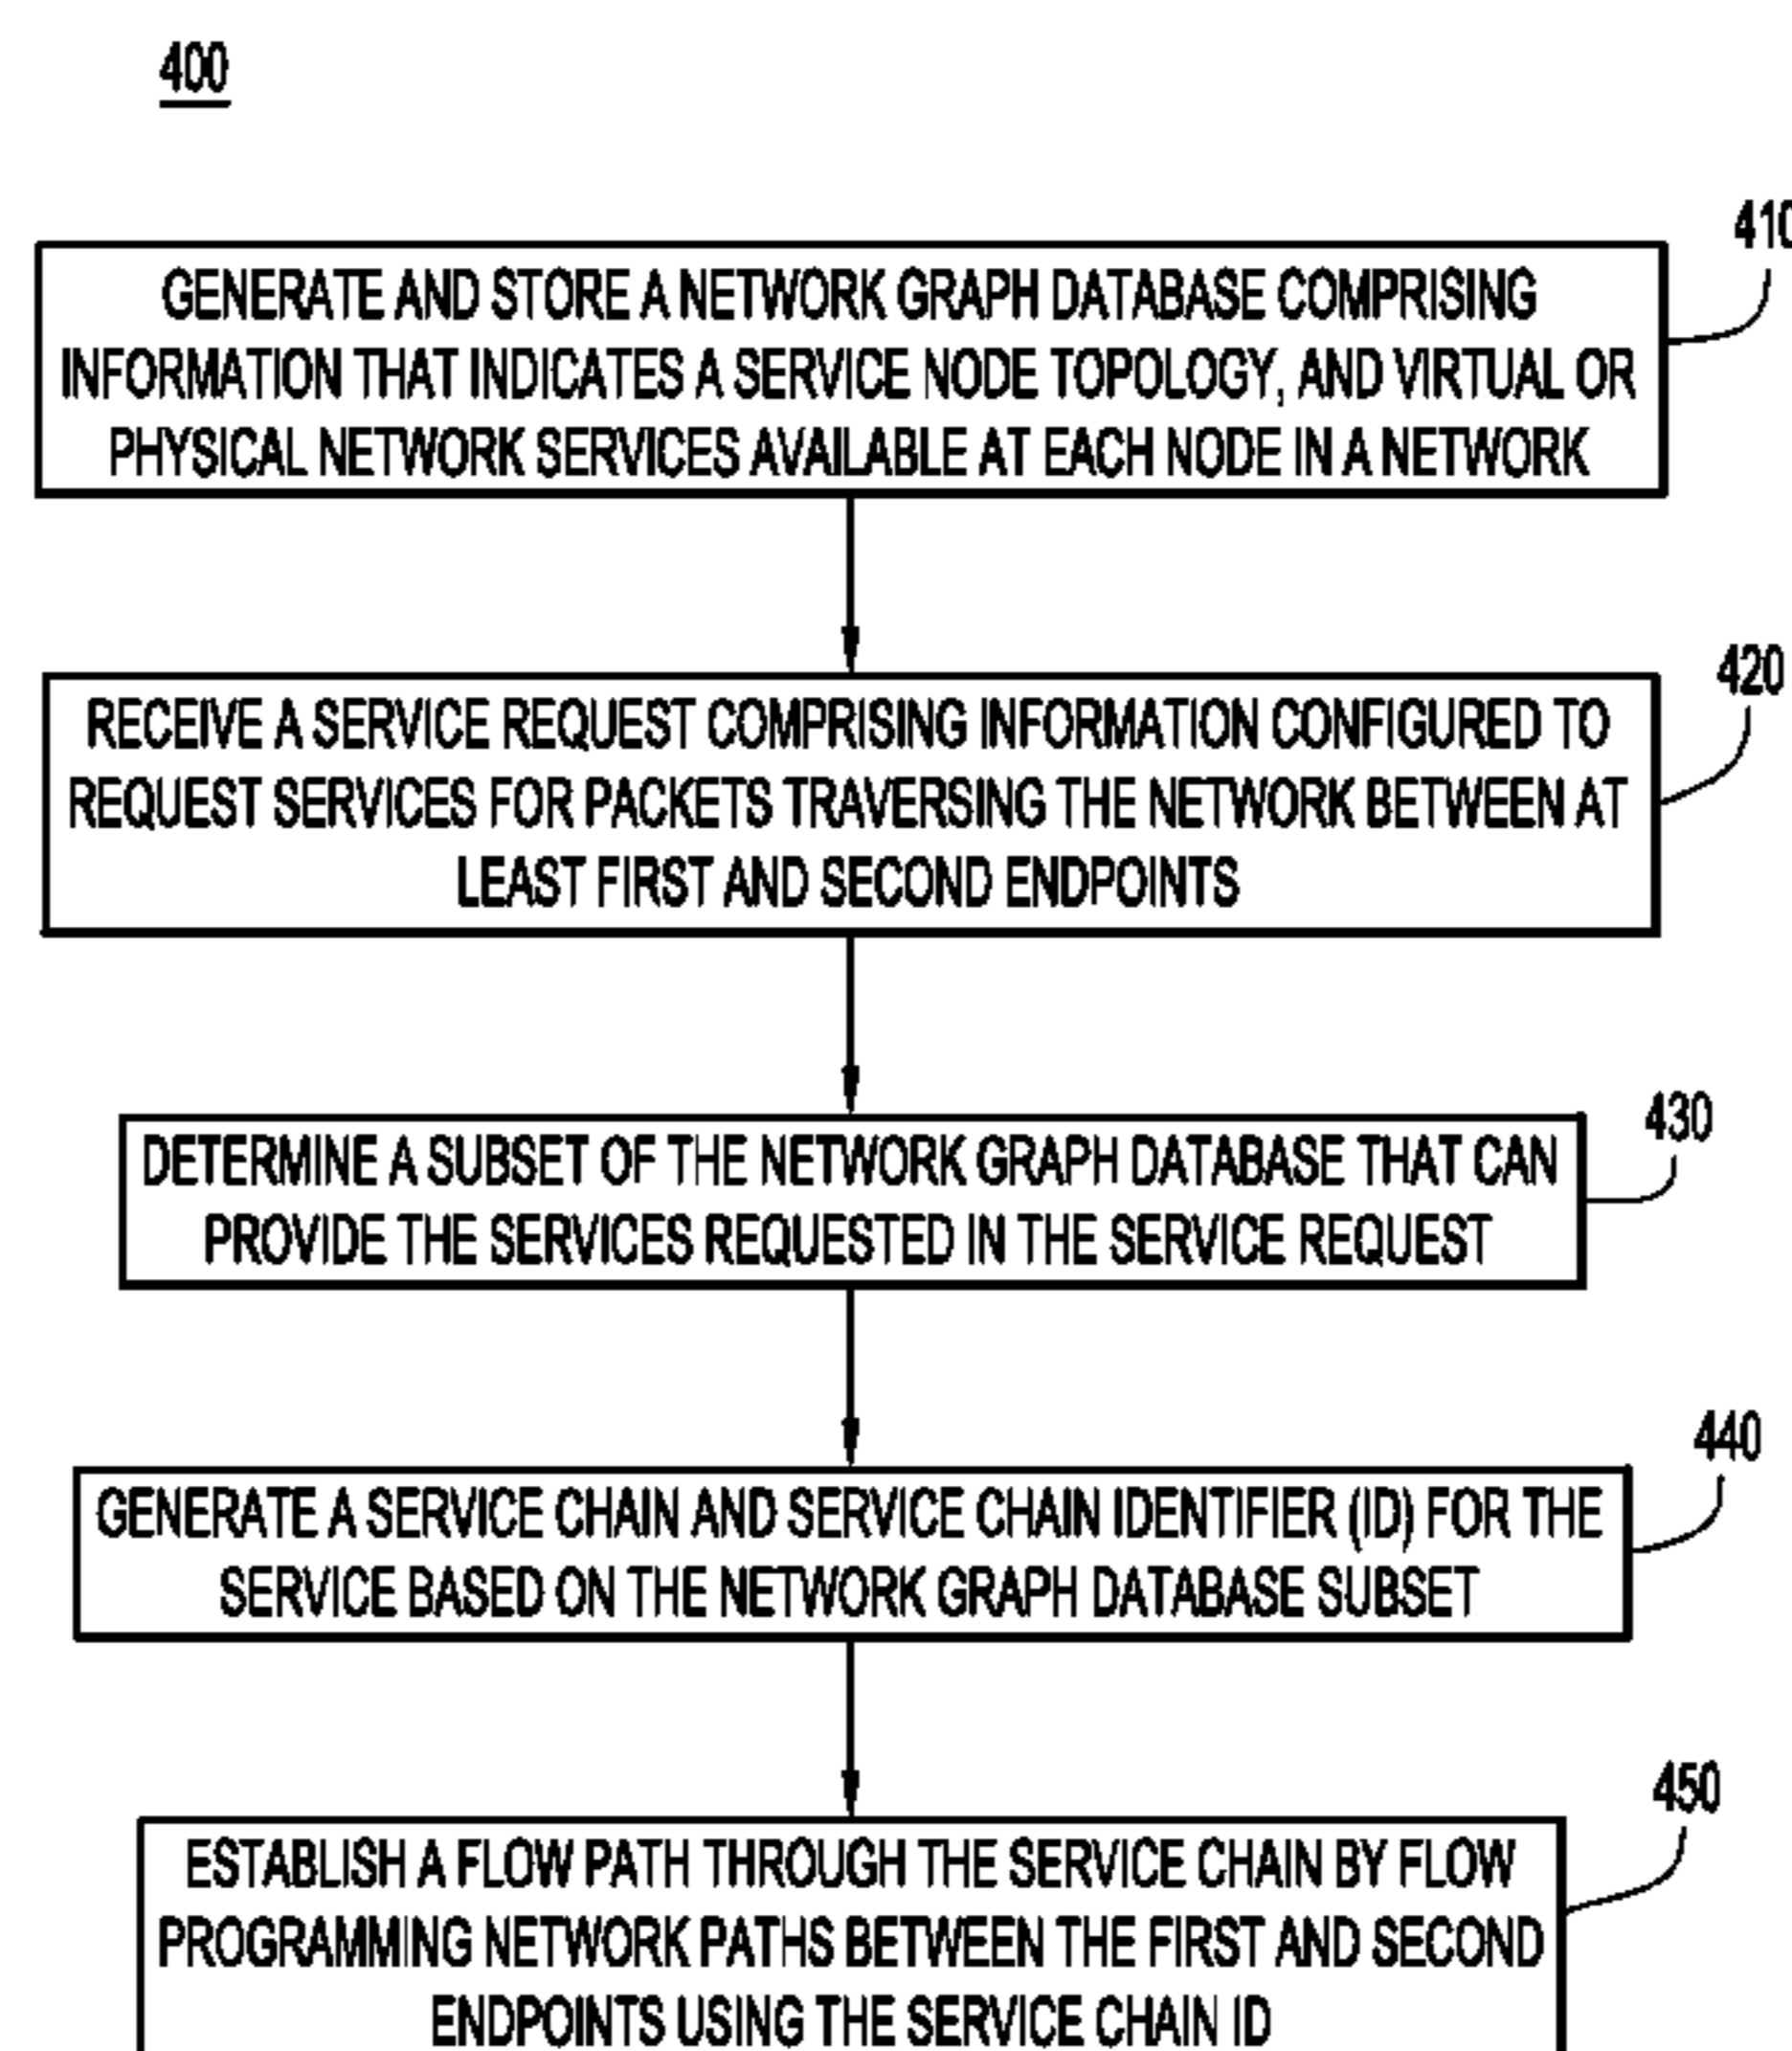 400
410
GENERATE AND STORE A NETWORK GRAPH DATABASE COMPRISING
INFORMATION THAT INDICATES A SERVICE NODE TOPOLOGY, AND VIRTUAL OR
PHYSICAL NETWORK SERVICES AVAILABLE AT EACH NODE IN A NETWORK
420
RECEIVE A SERVICE REQUEST COMPRISING INFORMATION CONFIGURED TO
REQUEST SERVICES FOR PACKETS TRAVERSING THE NETWORK BETWEEN AT
LEAST FIRST AND SECOND ENDPOINTS
430
DETERMINE A SUBSET OF THE NETWORK GRAPH DATABASE THAT CAN
PROVIDE THE SERVICES REQUESTED IN THE SERVICE REQUEST
440
GENERATE A SERVICE CHAIN AND SERVICE CHAIN IDENTIFIER (ID) FOR THE
SERVICE BASED ON THE NETWORK GRAPH DATABASE SUBSET
450
ESTABLISH A FLOW PATH THROUGH THE SERVICE CHAIN BY FLOW
PROGRAMMING NETWORK PATHS BETWEEN THE FIRST AND SECOND
ENDPOINTS USING THE SERVICE CHAIN ID